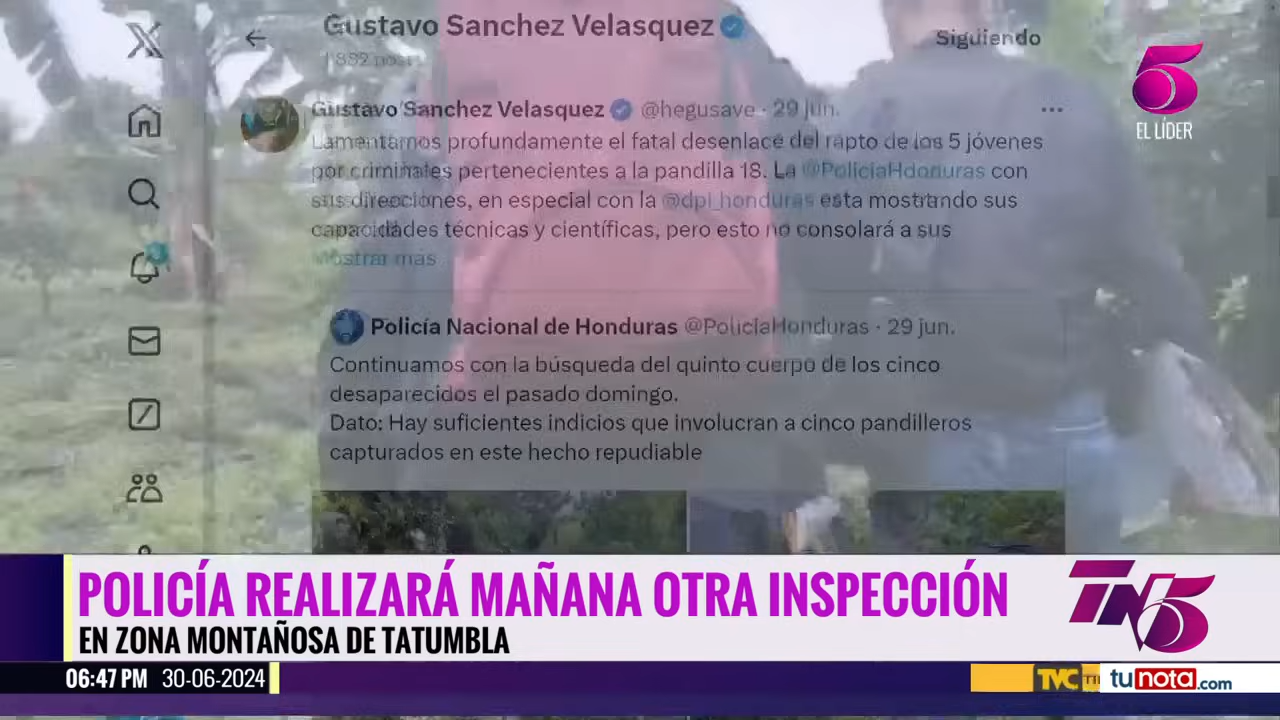 Gustavo Sanchez Velasquez
Siguiendo
5
EL LÍDER
Gustavo Sanchez Velasquez @hegusave · 29 jun.
Lamentamos profundamente el fatal desenlace del rapto de los 5 jóvenes
por criminales pertenecientes a la pandilla 18. La @PoliciaHonduras con
sus direcciones, en especial con la @dpi_honduras esta mostrando sus
capacidades técnicas y científicas, pero esto no consolará a sus
Mostrar más
Policía Nacional de Honduras @PoliciaHonduras · 29 jun.
Continuamos con la búsqueda del quinto cuerpo de los cinco
desaparecidos el pasado domingo.
Dato: Hay suficientes indicios que involucran a cinco pandilleros
capturados en este hecho repudiable
POLICÍA REALIZARÁ MAÑANA OTRA INSPECCIÓN
EN ZONA MONTAÑOSA DE TATUMBLA
TN5
06:47 PM 30-06-2024
TVC
tunota.com